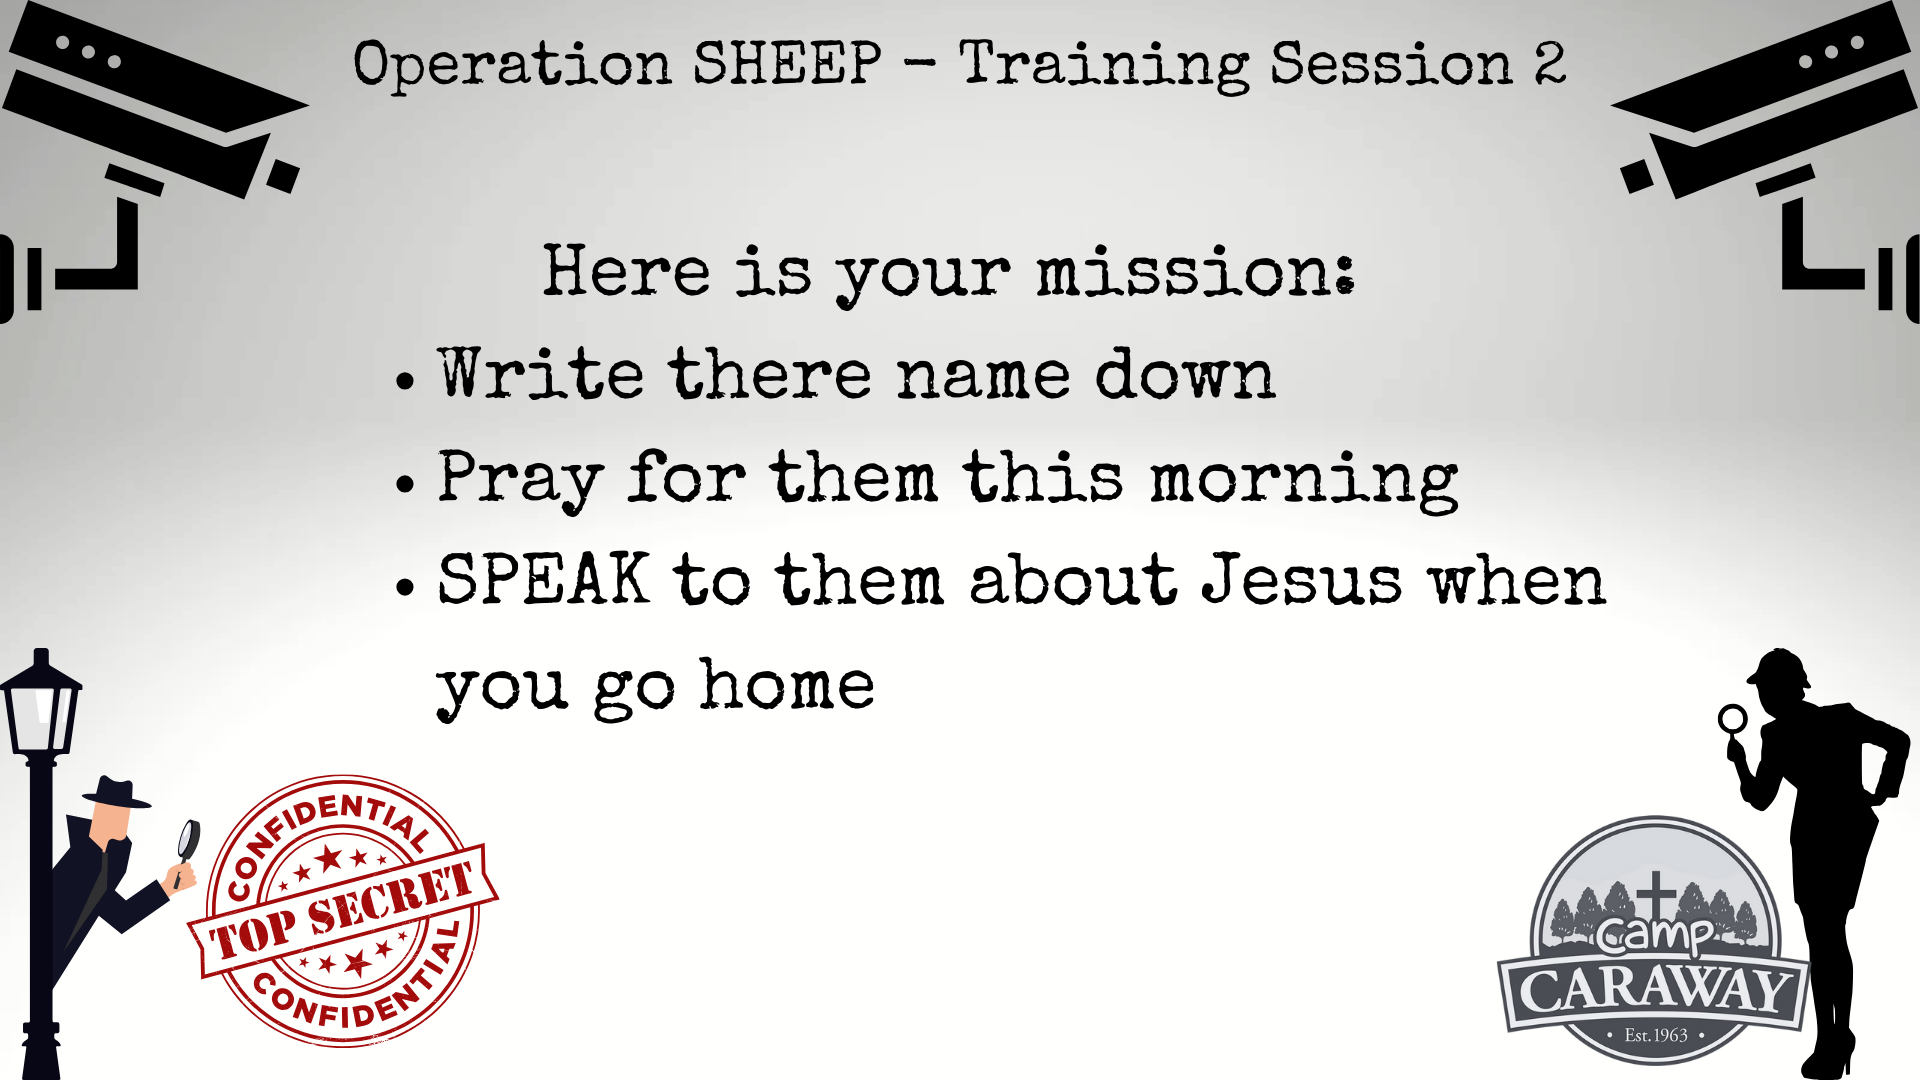 Operation SHEEP - Training Session 2
Here is your mission:
• Write there name down
• Pray for them this morning
• SPEAK to them about Jesus when
you go home
CONFIDENTIAL
TOP SECRET
CONFIDENTIAL
Camp
CARAWAY
• Est.1963 •